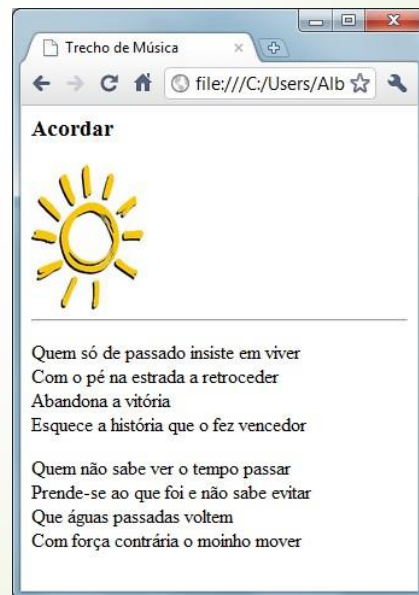 Trecho de Música
file:///C:/Users/Alb
Acordar
Quem só de passado insiste em viver
Com o pé na estrada a retroceder
Abandona a vitória
Esquece a história que o fez vencedor
Quem não sabe ver o tempo passar
Prende-se ao que foi e não sabe evitar
Que águas passadas voltem
Com força contrária o moinho mover